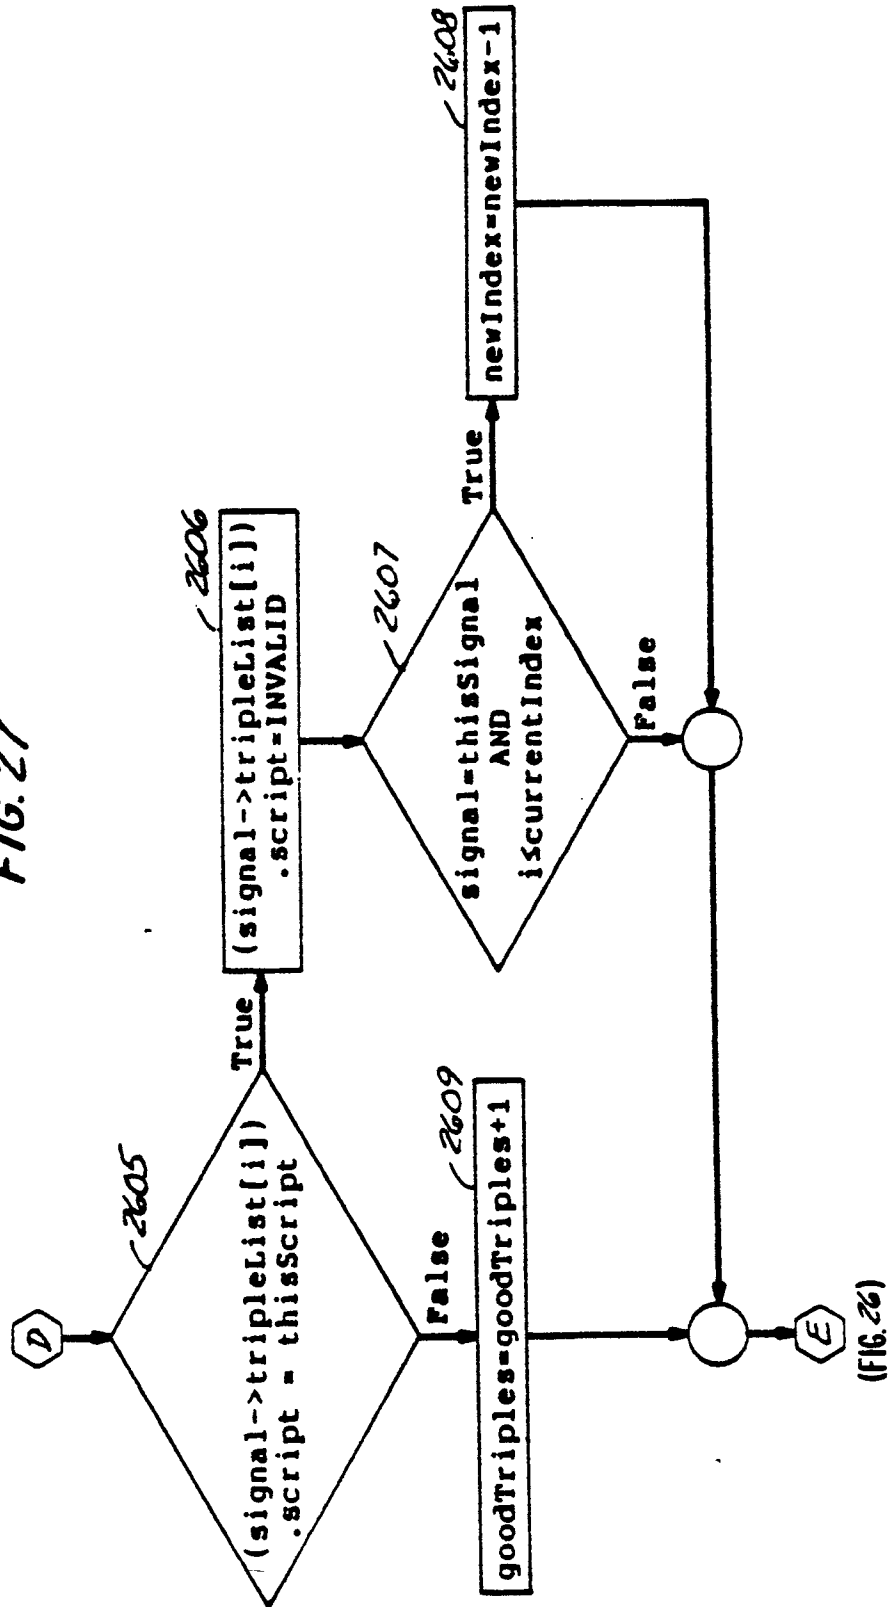 FIG. 27
D
2605
(signal->tripleList[i])
.script = thisScript
True
2606
(signal->tripleList[i])
.script=INVALID
2607
signal=thisSignal
AND
i≤currentIndex
True
2608
newIndex=newIndex-1
False
False
2609
goodTriples=goodTriples+1
E
(FIG. 26)